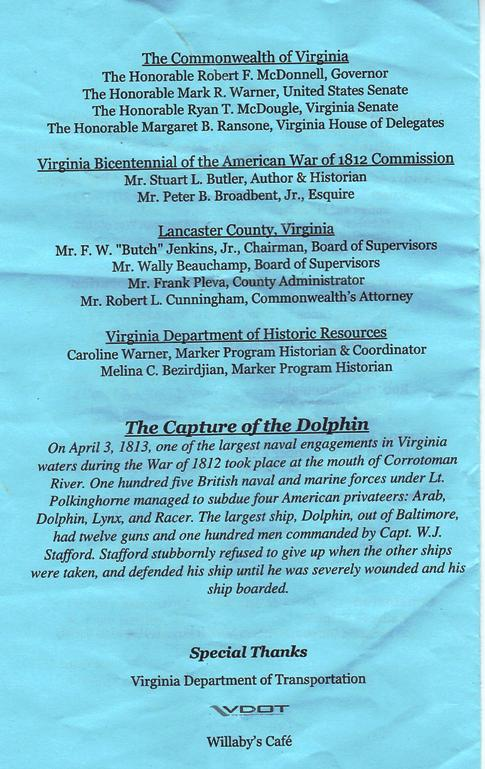 The Commonwealth of Virginia
The Honorable Robert F. McDonnell, Governor
The Honorable Mark R. Warner, United States Senate
The Honorable Ryan T. McDougle, Virginia Senate
The Honorable Margaret B. Ransone, Virginia House of Delegates
Virginia Bicentennial of the American War of 1812 Commission
Mr. Stuart L. Butler, Author & Historian
Mr. Peter B. Broadbent, Jr., Esquire
Lancaster County, Virginia
Mr. F. W. "Butch" Jenkins, Jr., Chairman, Board of Supervisors
Mr. Wally Beauchamp, Board of Supervisors
Mr. Frank Pleva, County Administrator
Mr. Robert L. Cunningham, Commonwealth's Attorney
Virginia Department of Historic Resources
Caroline Warner, Marker Program Historian & Coordinator
Melina C. Bezirdjian, Marker Program Historian
The Capture of the Dolphin
On April 3, 1813, one of the largest naval engagements in Virginia
waters during the War of 1812 took place at the mouth of Corrotoman
River. One hundred five British naval and marine forces under Lt.
Polkinghorne managed to subdue four American privateers: Arab,
Dolphin, Lynx, and Racer. The largest ship, Dolphin, out of Baltimore,
had twelve guns and one hundred men commanded by Capt. W.J.
Stafford. Stafford stubbornly refused to give up when the other ships
were taken, and defended his ship until he was severely wounded and his
ship boarded.
Special Thanks
Virginia Department of Transportation
VDOT
Willaby's Café